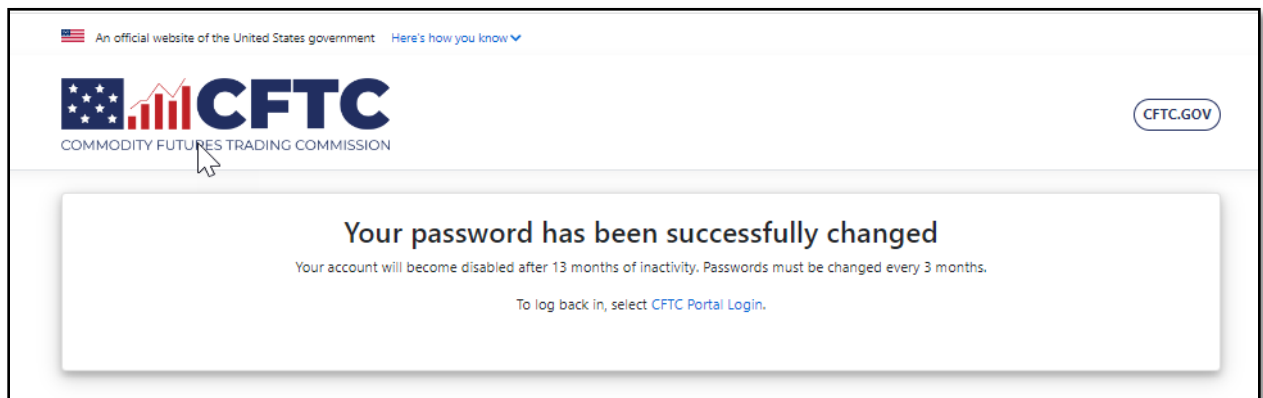 An official website of the United States government Here's how you know
CFTC
COMMODITY FUTURES TRADING COMMISSION
CFTC.GOV
Your password has been successfully changed
Your account will become disabled after 13 months of inactivity. Passwords must be changed every 3 months.
To log back in, select CFTC Portal Login.